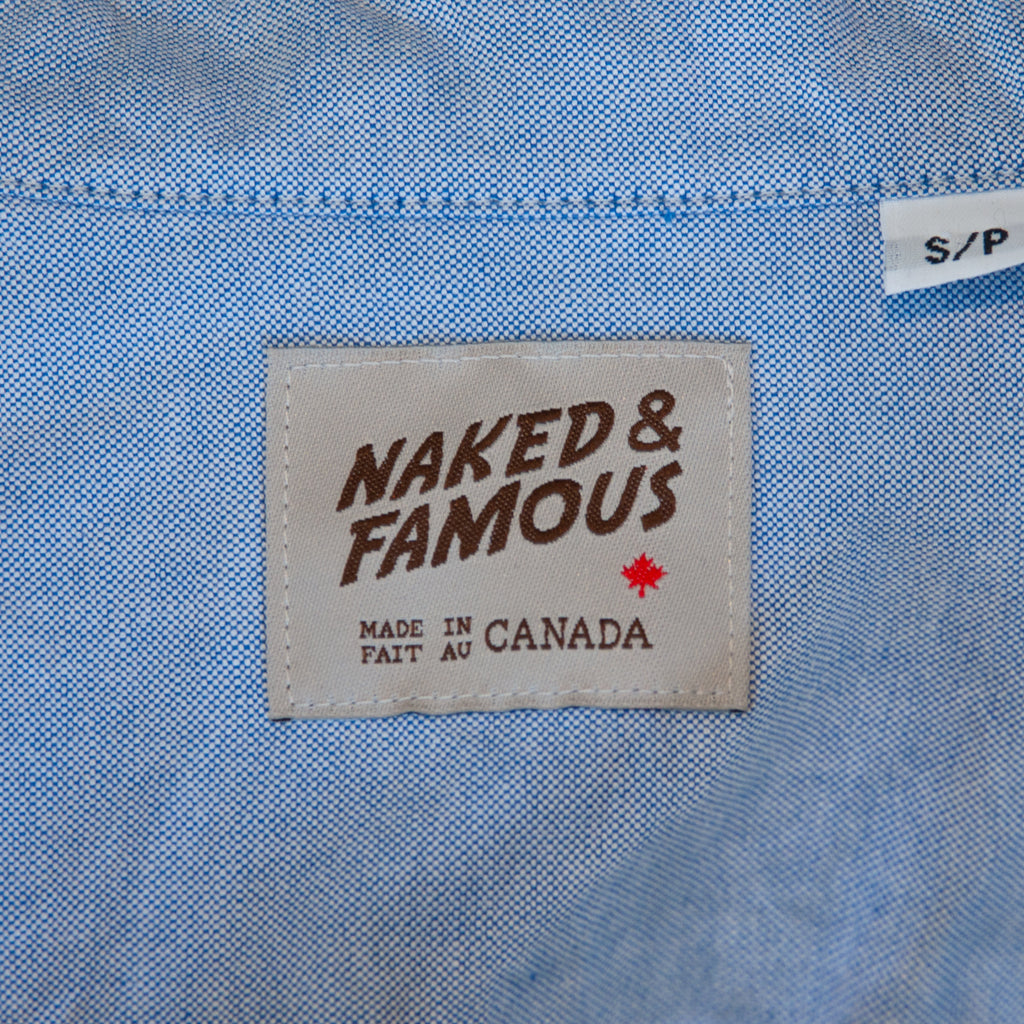 S/P
NAKED &
FAMOUS
MADE IN
FAIT AU
CANADA